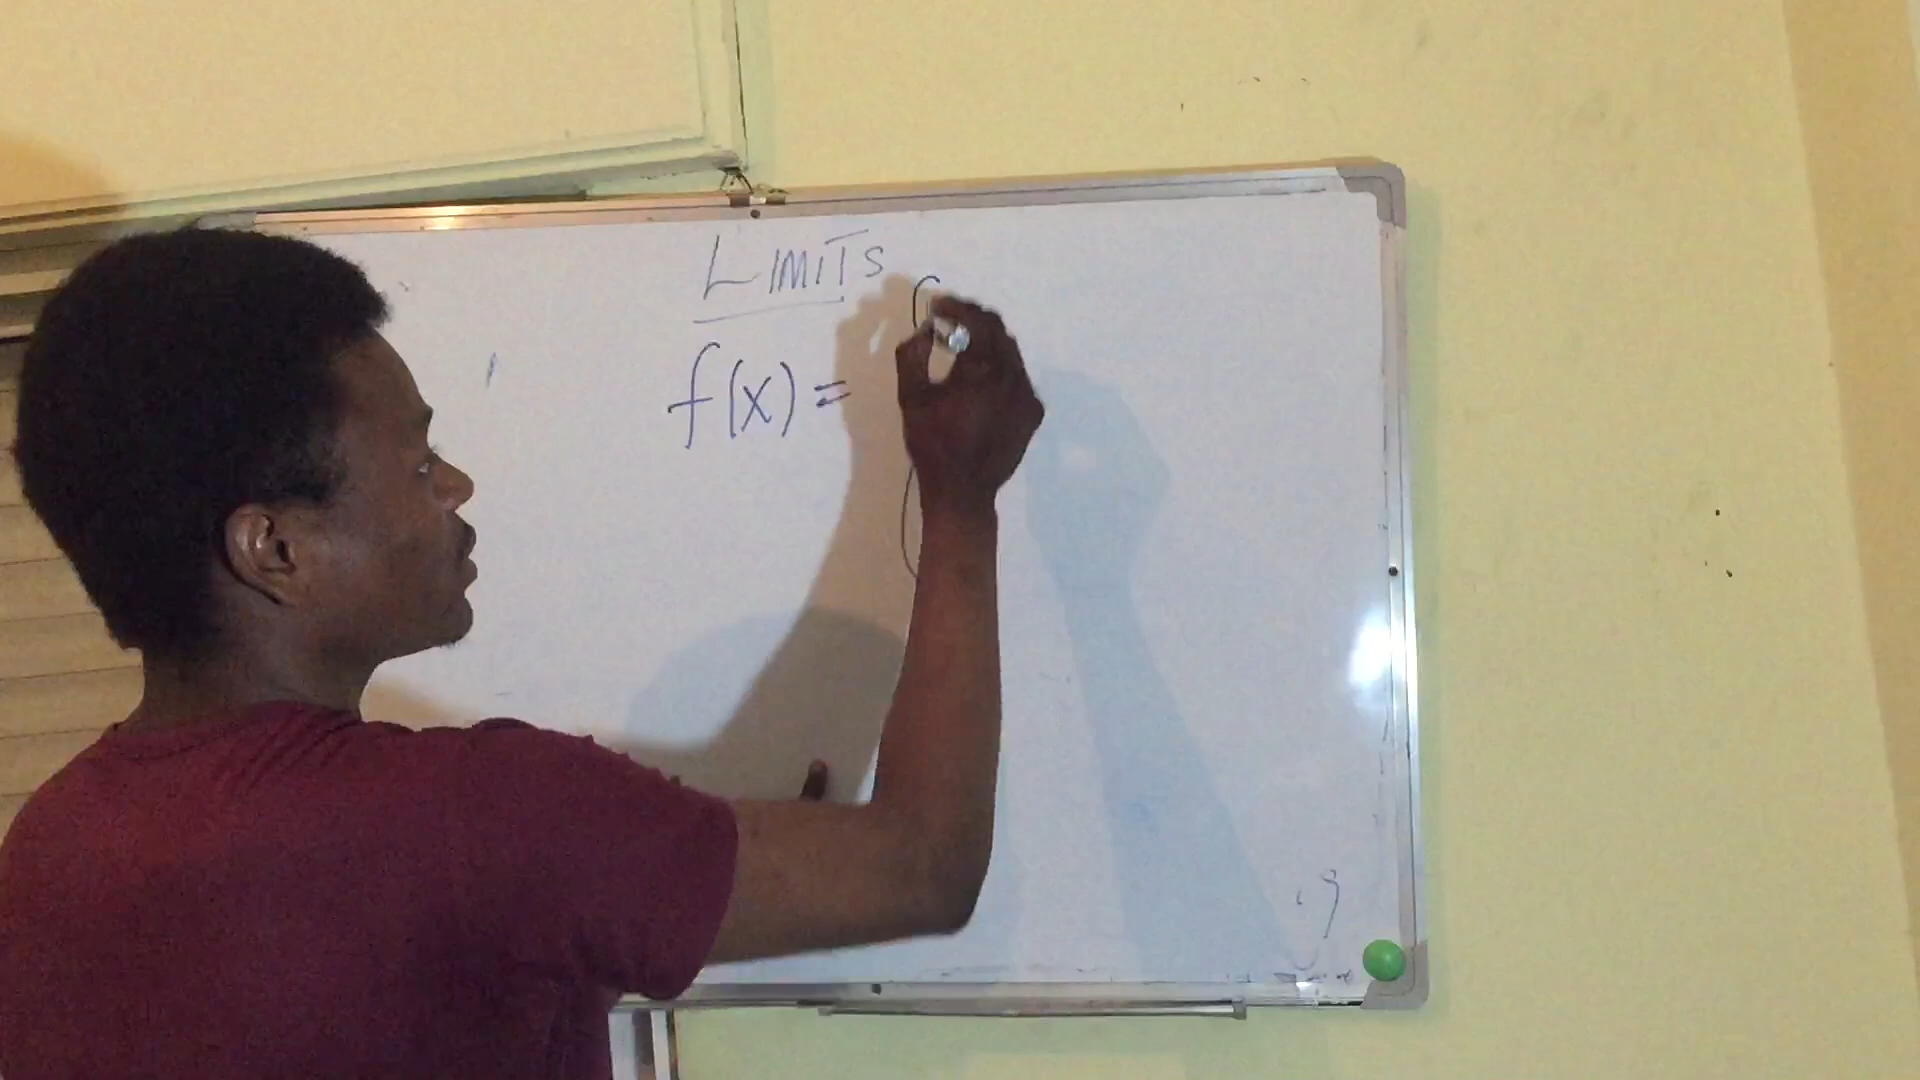 LIMITS
f(x) =